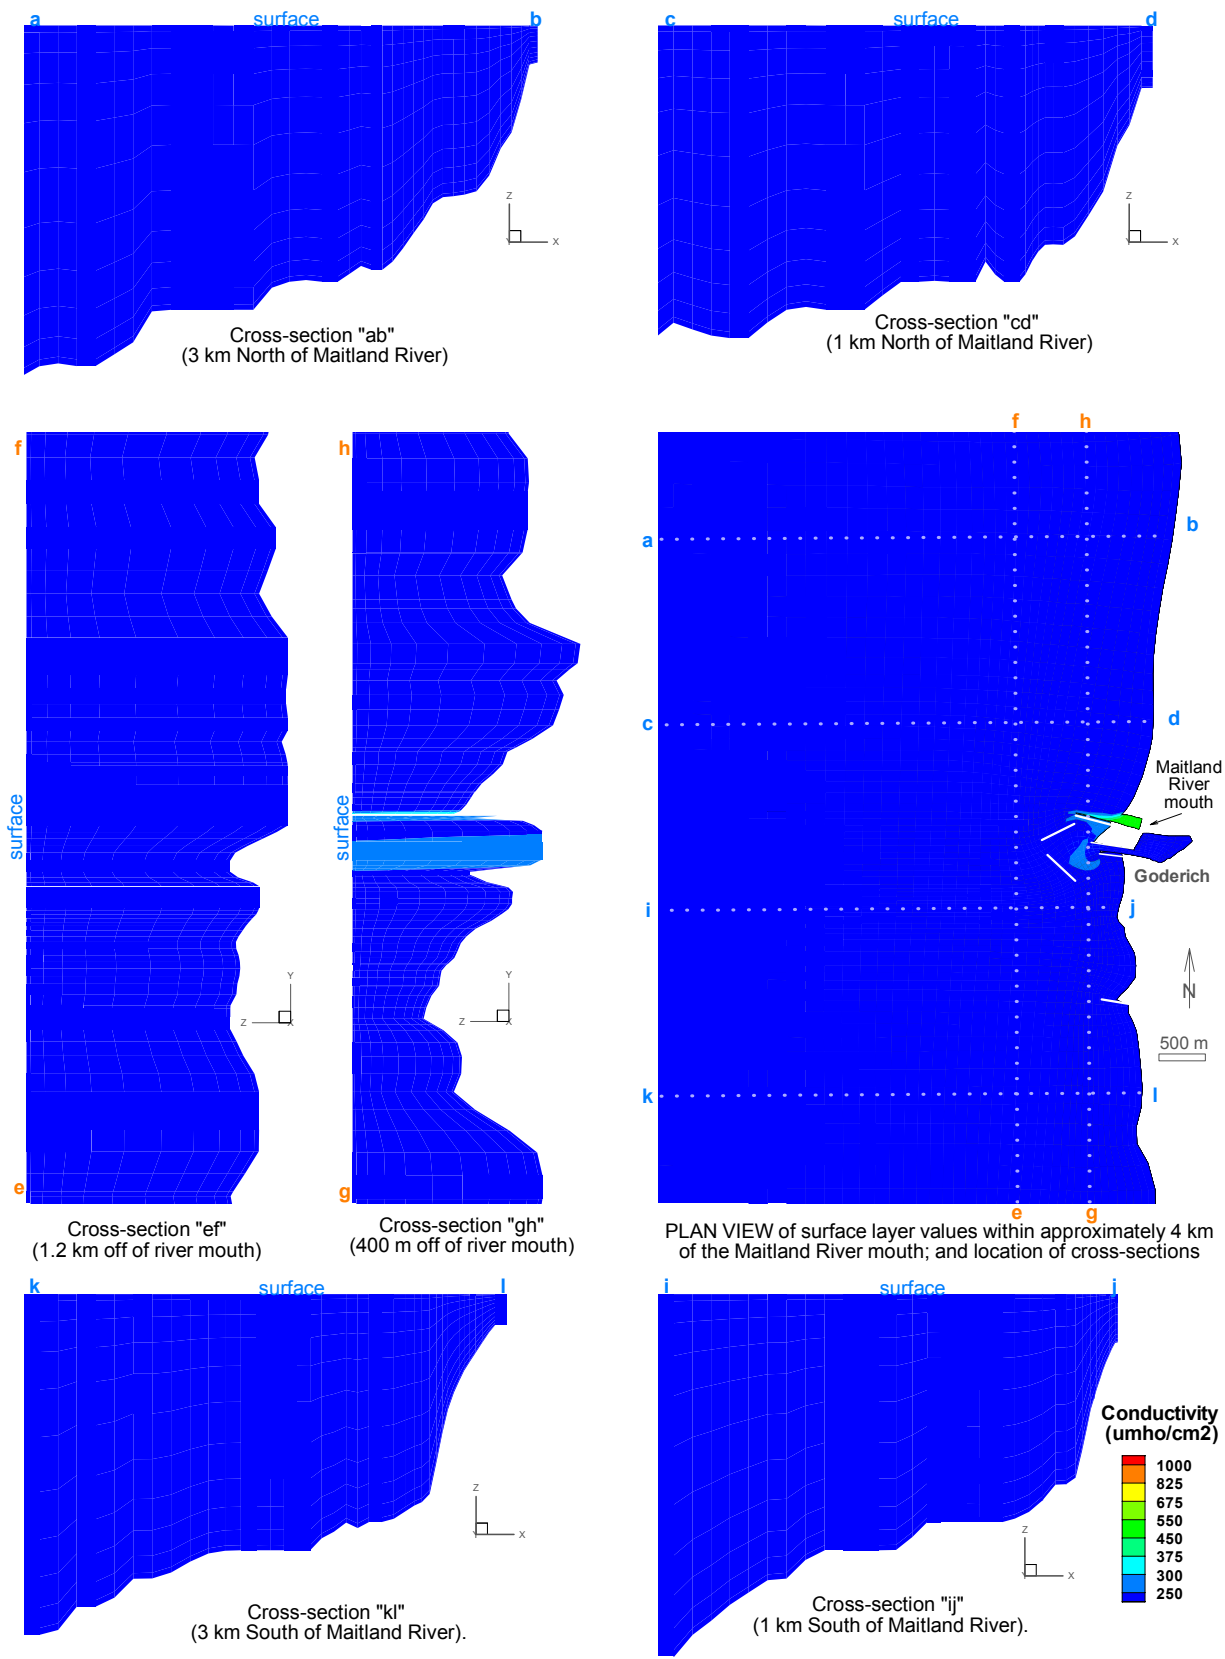 a surface b
c surface d
Z
X
Y
Z
X
Y
Cross-section "ab"
(3 km North of Maitland River)
Cross-section "cd"
(1 km North of Maitland River)
f
h
f h
a
b
c
d
surface
surface
Maitland
River
mouth
Goderich
i
j
N
500 m
Y
Z X
Y
Z X
k
l
e
g
e g
Cross-section "ef"
(1.2 km off of river mouth)
Cross-section "gh"
(400 m off of river mouth)
PLAN VIEW of surface layer values within approximately 4 km
of the Maitland River mouth; and location of cross-sections
k surface l
i surface j
Z
Y X
Z
Y X
Cross-section "kl"
(3 km South of Maitland River).
Cross-section "ij"
(1 km South of Maitland River).
Conductivity
(umho/cm2)
1000
825
675
550
450
375
300
250